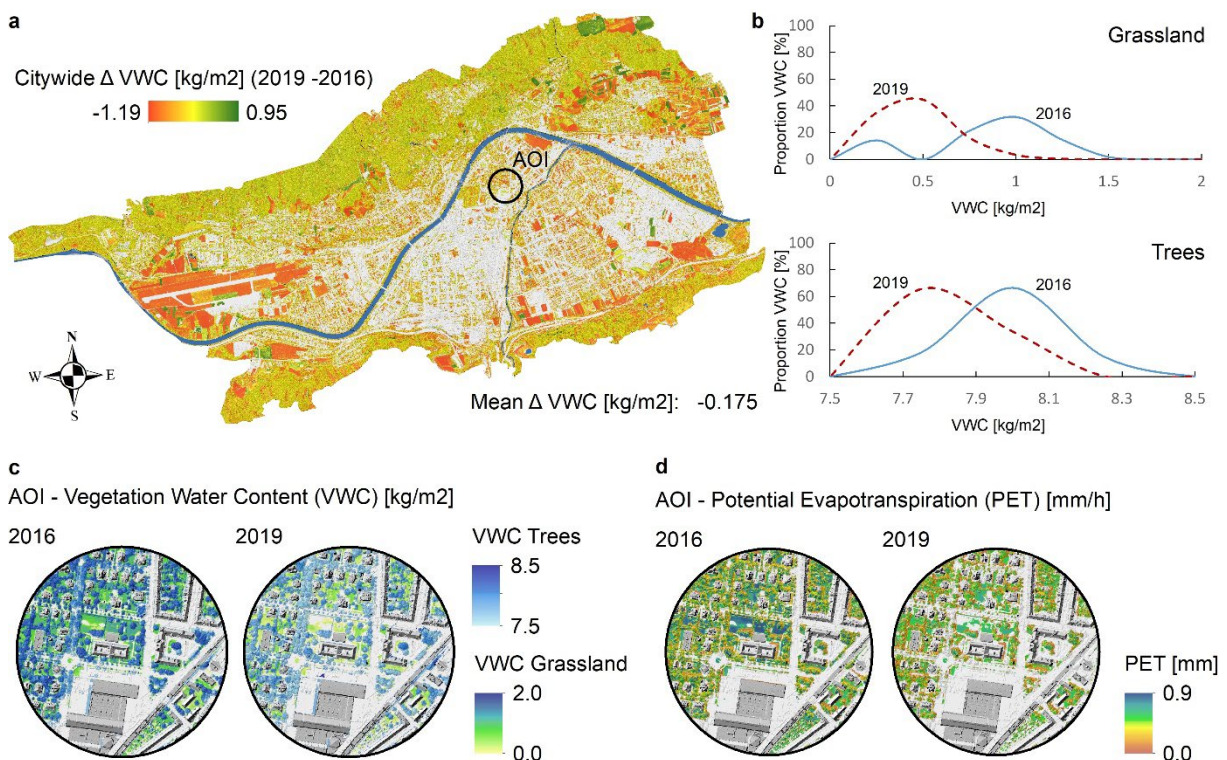 a
Citywide Δ VWC [kg/m2] (2019 -2016)
-1.19 0.95
AOI
N
W E
S
Mean Δ VWC [kg/m2]: -0.175
b
Grassland
Proportion VWC [%]
100
80
60
40
20
0
2019
2016
0 0.5 1 1.5 2
VWC [kg/m2]
Trees
Proportion VWC [%]
100
80
60
40
20
0
2019
2016
7.5 7.7 7.9 8.1 8.3 8.5
VWC [kg/m2]
c
AOI - Vegetation Water Content (VWC) [kg/m2]
2016
2019
VWC Trees
8.5
7.5
VWC Grassland
2.0
0.0
d
AOI - Potential Evapotranspiration (PET) [mm/h]
2016
2019
PET [mm]
0.9
0.0